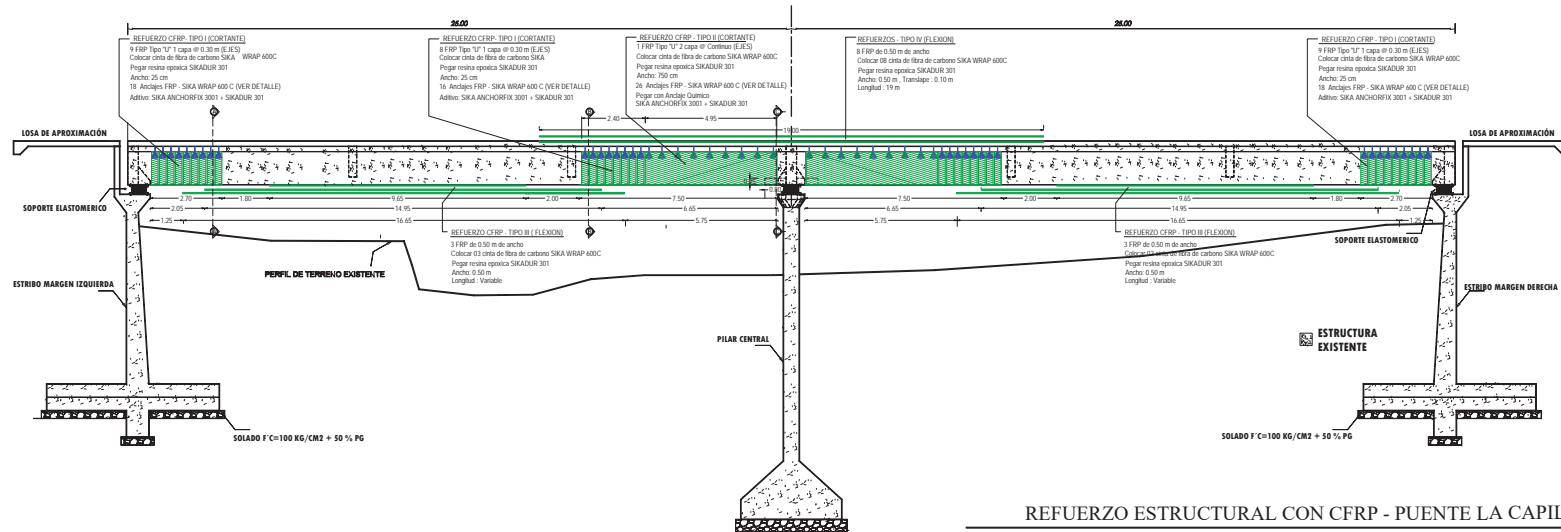 25.00
25.00
REFUERZO CFRP- TIPO I (CORTANTE)
9 FRP Tipo "U" 1 capa @ 0.30 m (EJES)
Colocar cinta de fibra de carbono SIKA WRAP 600C
Pegar resina epoxica SIKADUR 301
Ancho: 25 cm
18 Anclajes FRP - SIKA WRAP 600 C (VER DETALLE)
Aditivo: SIKA ANCHORFIX 3001 + SIKADUR 301
REFUERZO CFRP- TIPO I (CORTANTE)
8 FRP Tipo "U" 1 capa @ 0.30 m (EJES)
Colocar cinta de fibra de carbono SIKA
Pegar resina epoxica SIKADUR 301
Ancho: 25 cm
16 Anclajes FRP - SIKA WRAP 600 C (VER DETALLE)
Aditivo: SIKA ANCHORFIX 3001 + SIKADUR 301
REFUERZO CFRP - TIPO II (CORTANTE)
1 FRP Tipo "U" 2 capa @ Continuo (EJES)
Colocar cinta de fibra de carbono SIKA WRAP 600C
Pegar resina epoxica SIKADUR 301
Ancho: 750 cm
26 Anclajes FRP - SIKA WRAP 600 C (VER DETALLE)
Pegar con Anclaje Quimico
SIKA ANCHORFIX 3001 + SIKADUR 301
REFUERZOS - TIPO IV (FLEXION)
8 FRP de 0.50 m de ancho
Colocar 08 cinta de fibra de carbono SIKA WRAP 600C
Pegar resina epoxica SIKADUR 301
Ancho: 0.50 m , Translape : 0.10 m
Longitud : 19 m
REFUERZO CFRP - TIPO I (CORTANTE)
9 FRP Tipo "U" 1 capa @ 0.30 m (EJES)
Colocar cinta de fibra de carbono SIKA WRAP 600C
Pegar resina epoxica SIKADUR 301
Ancho: 25 cm
18 Anclajes FRP - SIKA WRAP 600 C (VER DETALLE)
Aditivo: SIKA ANCHORFIX 3001 + SIKADUR 301
2.40 4.95
19.00
LOSA DE APROXIMACIÓN
LOSA DE APROXIMACIÓN
0.80
SOPORTE ELASTOMERICO
2.70 1.80 9.65 2.00 7.50 7.50 2.00 9.65 1.80 2.70
2.05 14.95 6.65 6.65 14.95 2.05
1.25 16.65 5.75 5.75 16.65 1.25
SOPORTE ELASTOMERICO
REFUERZO CFRP - TIPO III ( FLEXION)
3 FRP de 0.50 m de ancho
Colocar 03 cinta de fibra de carbono SIKA WRAP 600C
Pegar resina epoxica SIKADUR 301
Ancho: 0.50 m
Longitud : Variable
REFUERZO CFRP - TIPO III (FLEXION)
3 FRP de 0.50 m de ancho
Colocar 03 cinta de fibra de carbono SIKA WRAP 600C
Pegar resina epoxica SIKADUR 301
Ancho: 0.50 m
Longitud : Variable
PERFIL DE TERRENO EXISTENTE
ESTRIBO MARGEN IZQUIERDA
ESTRIBO MARGEN DERECHA
PILAR CENTRAL
ESTRUCTURA
EXISTENTE
SOLADO F´C=100 KG/CM2 + 50 % PG
SOLADO F´C=100 KG/CM2 + 50 % PG
REFUERZO ESTRUCTURAL CON CFRP - PUENTE LA CAPIL